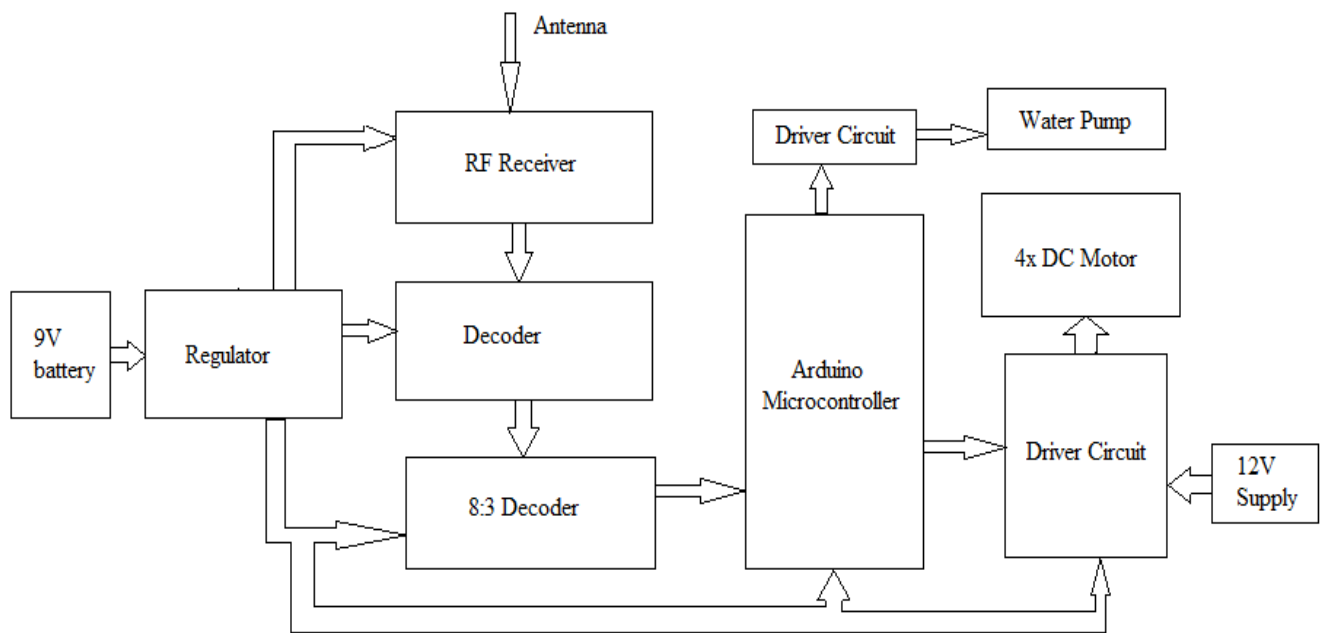 Antenna
RF Receiver
Driver Circuit
Water Pump
4x DC Motor
9V
battery
Regulator
Decoder
Arduino
Microcontroller
Driver Circuit
12V
Supply
8:3 Decoder